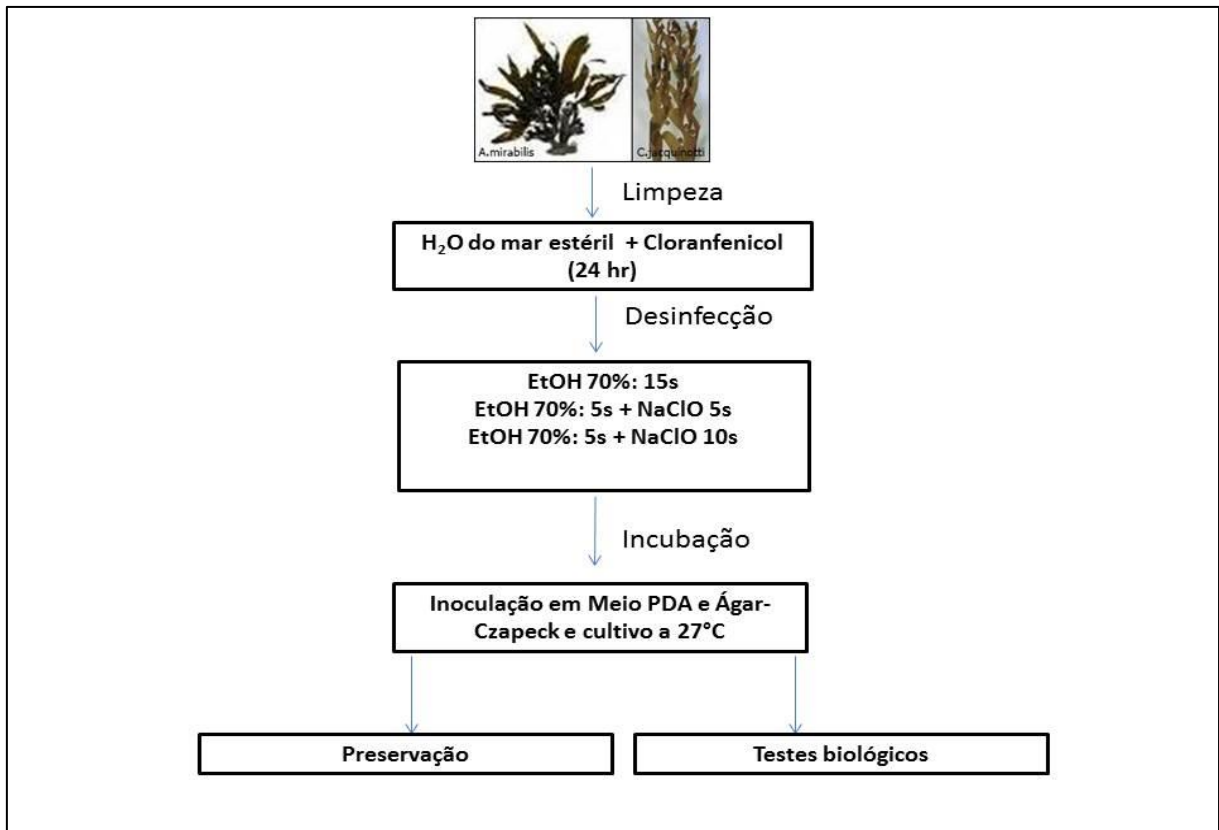 A.mirabilis
C.jacquinotti
Limpeza
H₂O do mar estéril + Cloranfenicol
(24 hr)
Desinfecção
EtOH 70%: 15s
EtOH 70%: 5s + NaClO 5s
EtOH 70%: 5s + NaClO 10s
Incubação
Inoculação em Meio PDA e Ágar-
Czapeck e cultivo a 27°C
Preservação
Testes biológicos